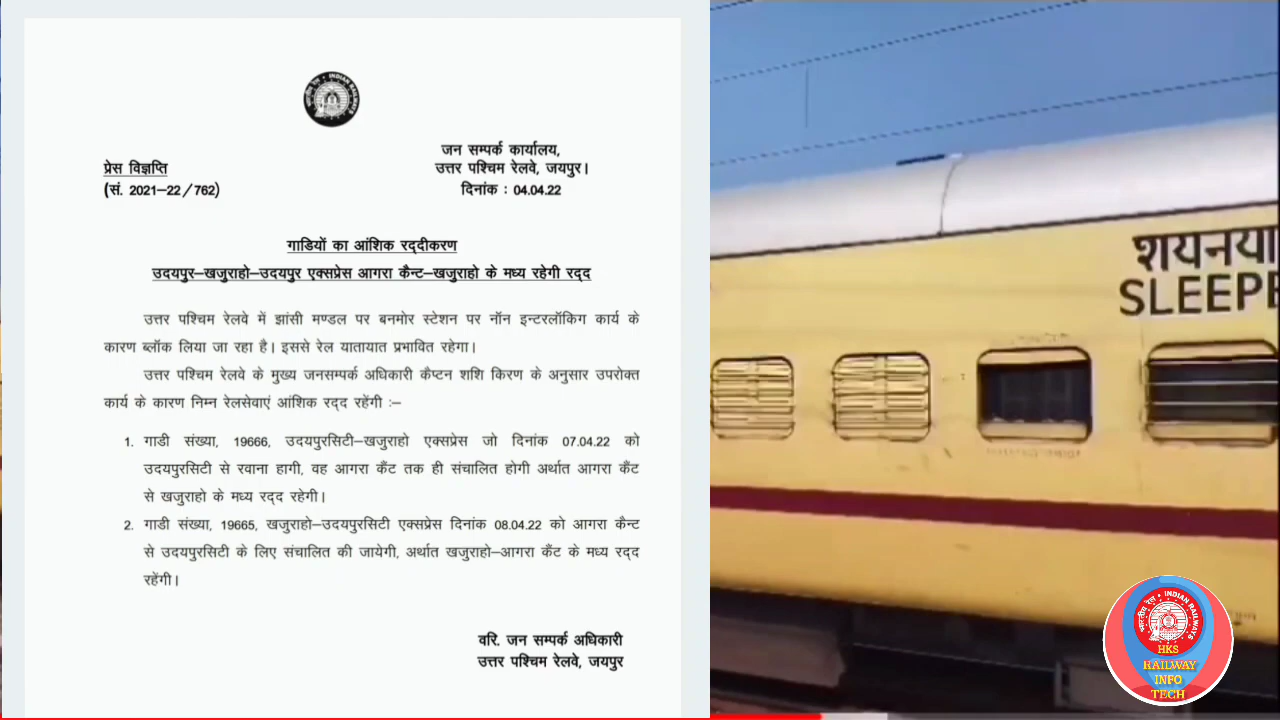 प्रेस विज्ञप्ति
(सं. 2021–22/762)
जन सम्पर्क कार्यालय,
उत्तर पश्चिम रेलवे, जयपुर।
दिनांक : 04.04.22
गाडियों का आंशिक रद्दीकरण
उदयपुर–खजुराहो–उदयपुर एक्सप्रेस आगरा कैन्ट–खजुराहो के मध्य रहेगी रद्द
उत्तर पश्चिम रेलवे में झांसी मण्डल पर बनमोर स्टेशन पर नॉन इन्टरलॉकिग कार्य के
कारण ब्लॉक लिया जा रहा है। इससे रेल यातायात प्रभावित रहेगा।
उत्तर पश्चिम रेलवे के मुख्य जनसम्पर्क अधिकारी कैप्टन शशि किरण के अनुसार उपरोक्त
कार्य के कारण निम्न रेलसेवाएं आंशिक रद्द रहेंगी :–
1. गाडी संख्या, 19666, उदयपुरसिटी–खजुराहो एक्सप्रेस जो दिनांक 07.04.22 को
उदयपुरसिटी से रवाना हागी, वह आगरा कैंट तक ही संचालित होगी अर्थात आगरा कैंट
से खजुराहो के मध्य रद्द रहेगी।
2. गाडी संख्या, 19665, खजुराहो–उदयपुरसिटी एक्सप्रेस दिनांक 08.04.22 को आगरा कैन्ट
से उदयपुरसिटी के लिए संचालित की जायेगी, अर्थात खजुराहो–आगरा कैंट के मध्य रद्द
रहेंगी।
वरि. जन सम्पर्क अधिकारी
उत्तर पश्चिम रेलवे, जयपुर
शयनया
SLEEPE
भारतीय रेल • INDIAN RAILWAYS
HKS
RAILWAY
INFO
TECH